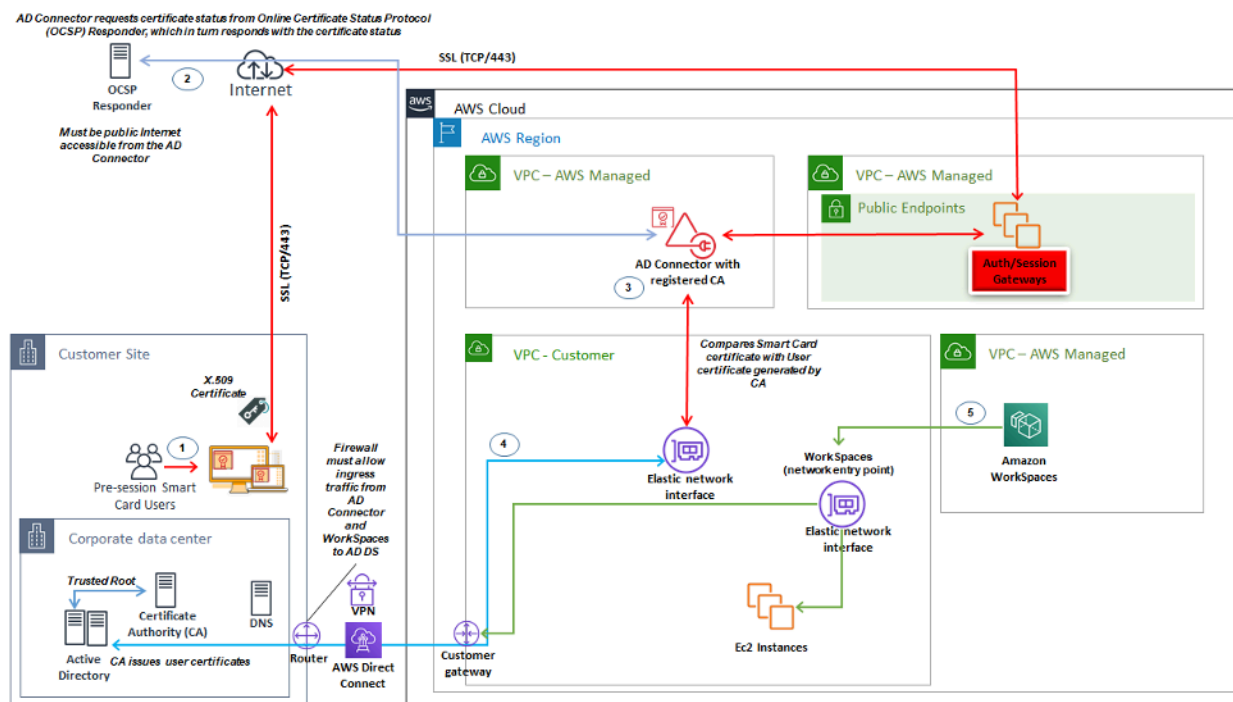 AD Connector requests certificate status from Online Certificate Status Protocol
(OCSP) Responder, which in turn responds with the certificate status
SSL (TCP/443)
2
OCSP
Responder
Internet
Must be public Internet
accessible from the AD
Connector
aws
AWS Cloud
AWS Region
VPC – AWS Managed
AD Connector with
registered CA
3
VPC – AWS Managed
Public Endpoints
Auth/Session
Gateways
SSL (TCP/443)
Customer Site
X.509
Certificate
1
Pre-session Smart
Card Users
Firewall
must allow
ingress
traffic from
AD
Connector
and
WorkSpaces
to AD DS
Corporate data center
Trusted Root
Certificate
Authority (CA)
DNS
Active
Directory
CA issues user certificates
Router
VPN
AWS Direct
Connect
Customer
gateway
VPC - Customer
Compares Smart Card
certificate with User
certificate generated by
CA
4
Elastic network
interface
WorkSpaces
(network entry point)
Elastic network
interface
Ec2 Instances
VPC – AWS Managed
5
Amazon
WorkSpaces